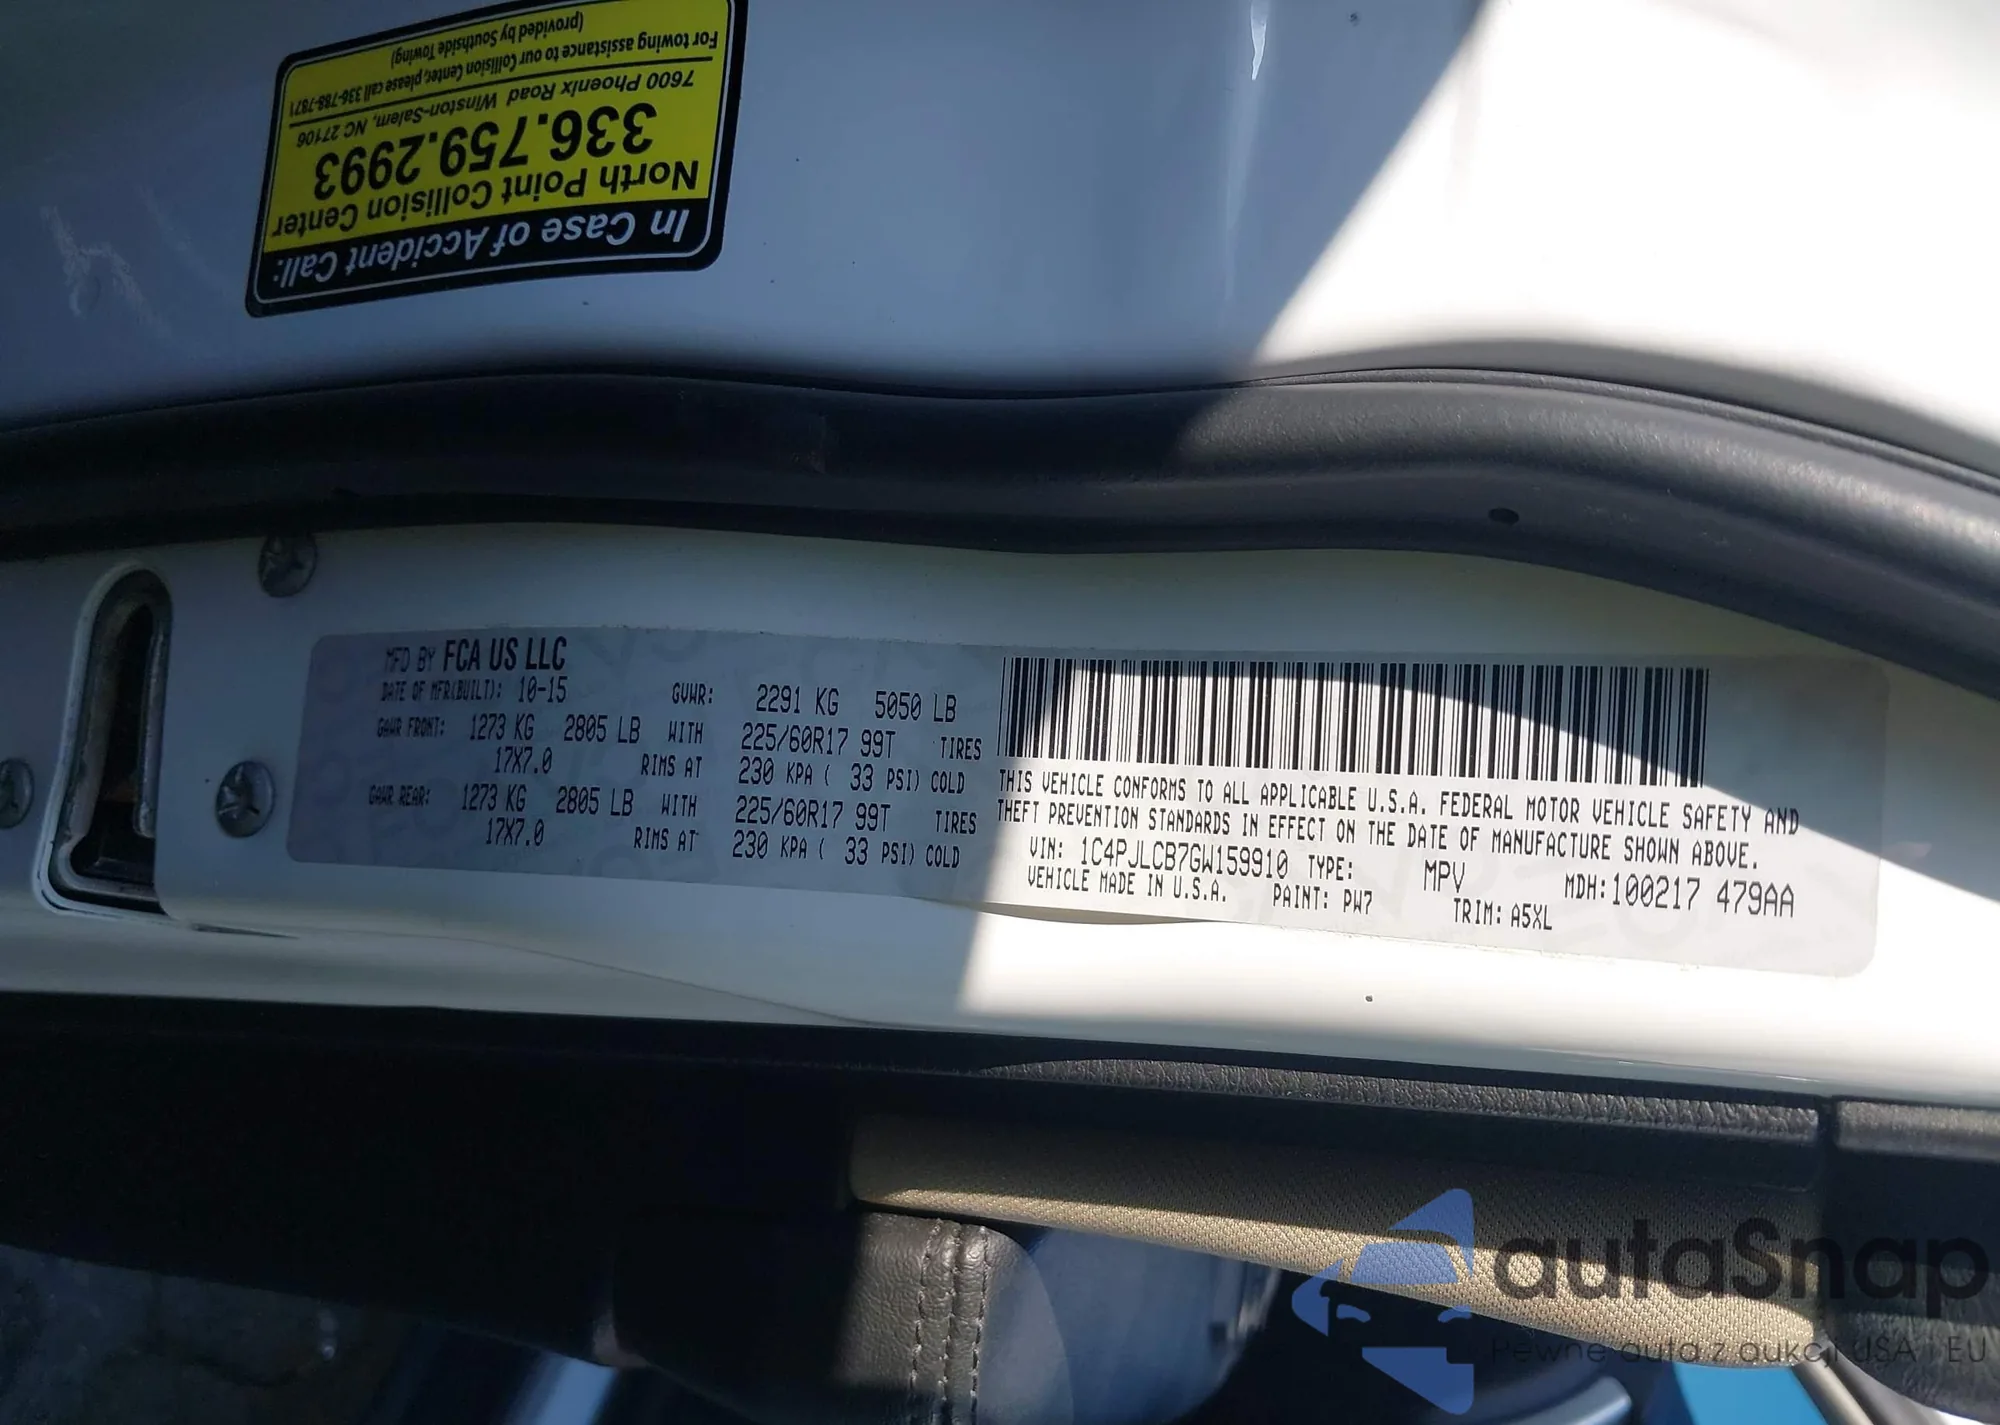 In Case of Accident Call:
North Point Collision Center
336.759.2993
7600 Phoenix Road Winston-Salem, NC 27106
For towing assistance to our Collision Center, please call 336-788-7871
(provided by Southside Towing)
MFD BY FCA US LLC
DATE OF MFR(BUILT): 10-15 GVWR: 2291 KG 5050 LB
GAWR FRONT: 1273 KG 2805 LB WITH 225/60R17 99T TIRES
17X7.0 RIMS AT 230 KPA ( 33 PSI) COLD
GAWR REAR: 1273 KG 2805 LB WITH 225/60R17 99T TIRES
17X7.0 RIMS AT 230 KPA ( 33 PSI) COLD
THIS VEHICLE CONFORMS TO ALL APPLICABLE U.S.A. FEDERAL MOTOR VEHICLE SAFETY AND
THEFT PREVENTION STANDARDS IN EFFECT ON THE DATE OF MANUFACTURE SHOWN ABOVE.
VIN: 1C4PJLCB7GW159910 TYPE: MPV MDH: 100217 479AA
VEHICLE MADE IN U.S.A. PAINT: PW7 TRIM: A5XL
autaSnap
Pewne auta z aukcji USA i EU